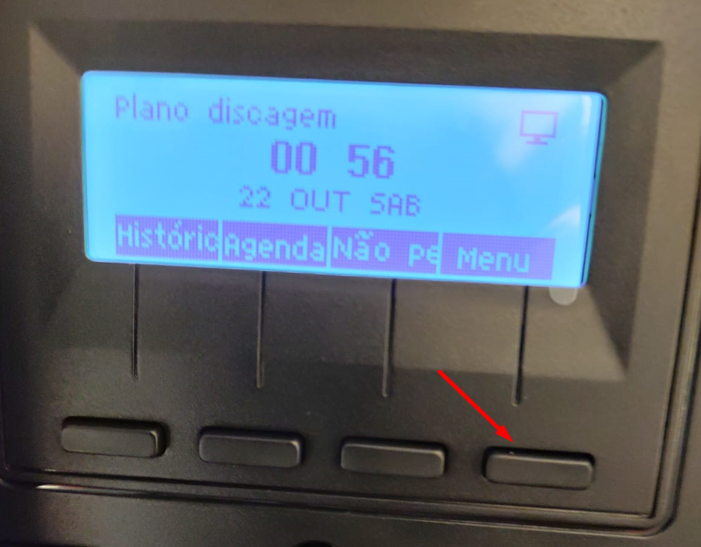 Plano discagem
00 56
22 OUT SAB
Históric Agenda Não pe Menu